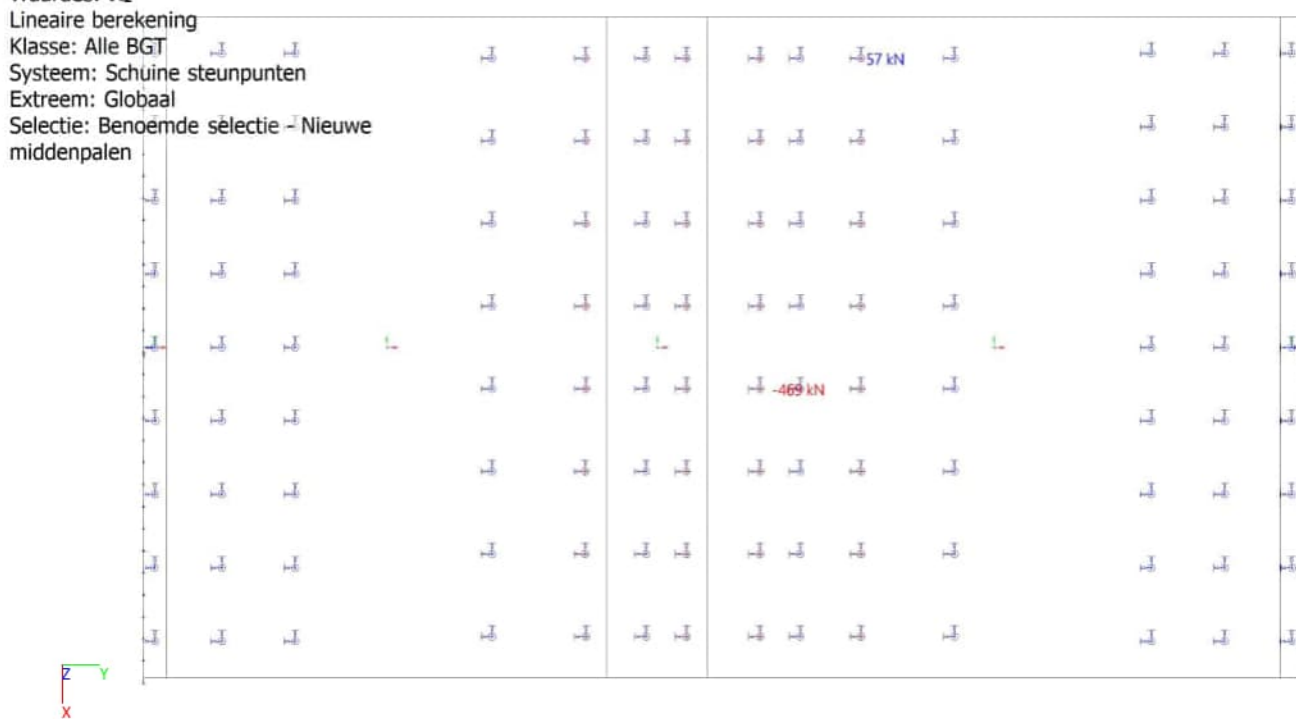 Lineaire berekening
Klasse: Alle BGT
Systeem: Schuine steunpunten
Extreem: Globaal
Selectie: Benoemde selectie - Nieuwe
middenpalen
57 kN
-469 kN
Z Y
X